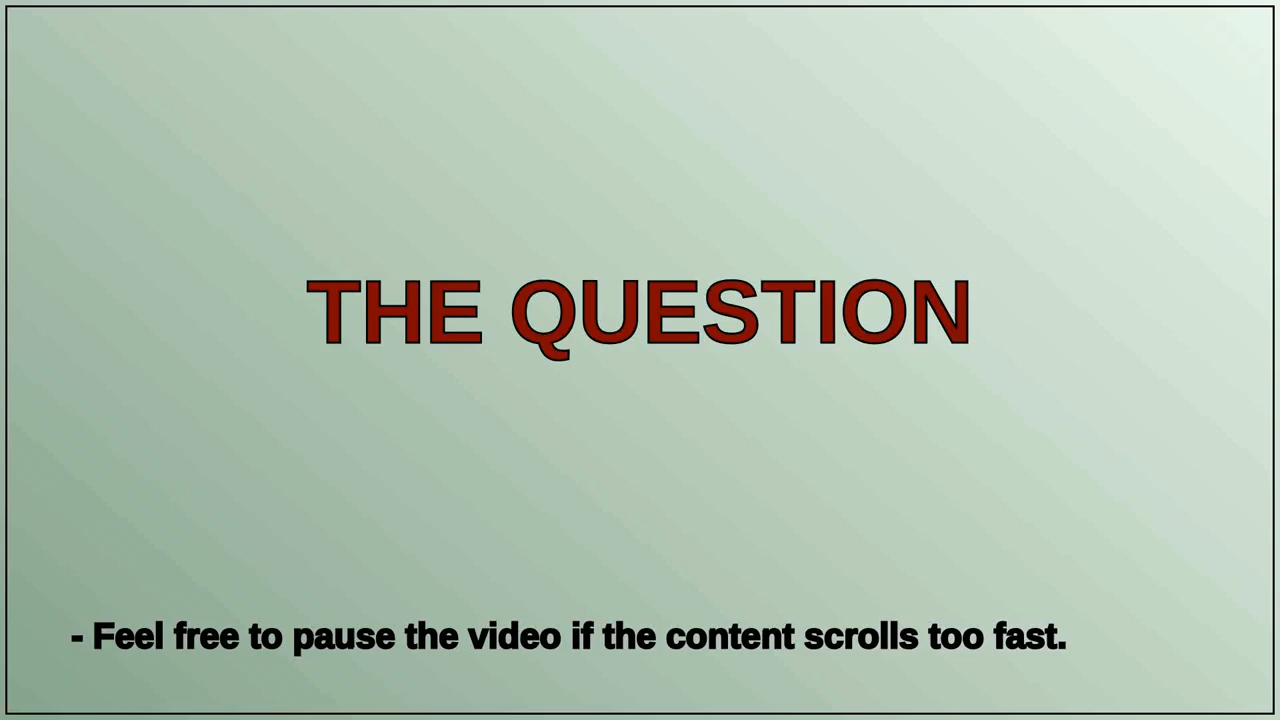 THE QUESTION
- Feel free to pause the video if the content scrolls too fast.